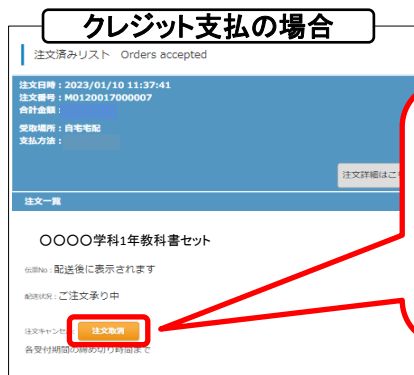 クレジット支払の場合
注文済みリスト Orders accepted
注文日時：2023/01/10 11:37:41
注文番号：M0120017000007
合計金額：
受取場所：自宅宅配
支払方法：
注文詳細はこ
注文一覧
〇〇〇〇学科1年教科書セット
伝票No：配送後に表示されます
配送状況：ご注文承り中
注文キャンセル：注文取消
各受付期間の締め切り時間まで